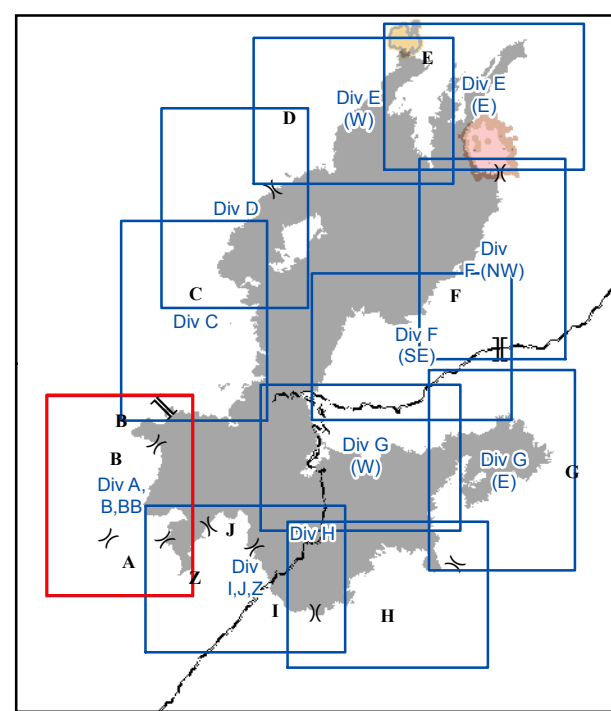 E
Div E
(W)
Div E
(E)
D
Div D
Div
F (NW)
C
F
Div C
Div F
(SE)
B
B
Div G
(W)
Div G
(E)
G
Div A,
B,BB
J
Div H
A
Div
I,J,Z
Z
I
H